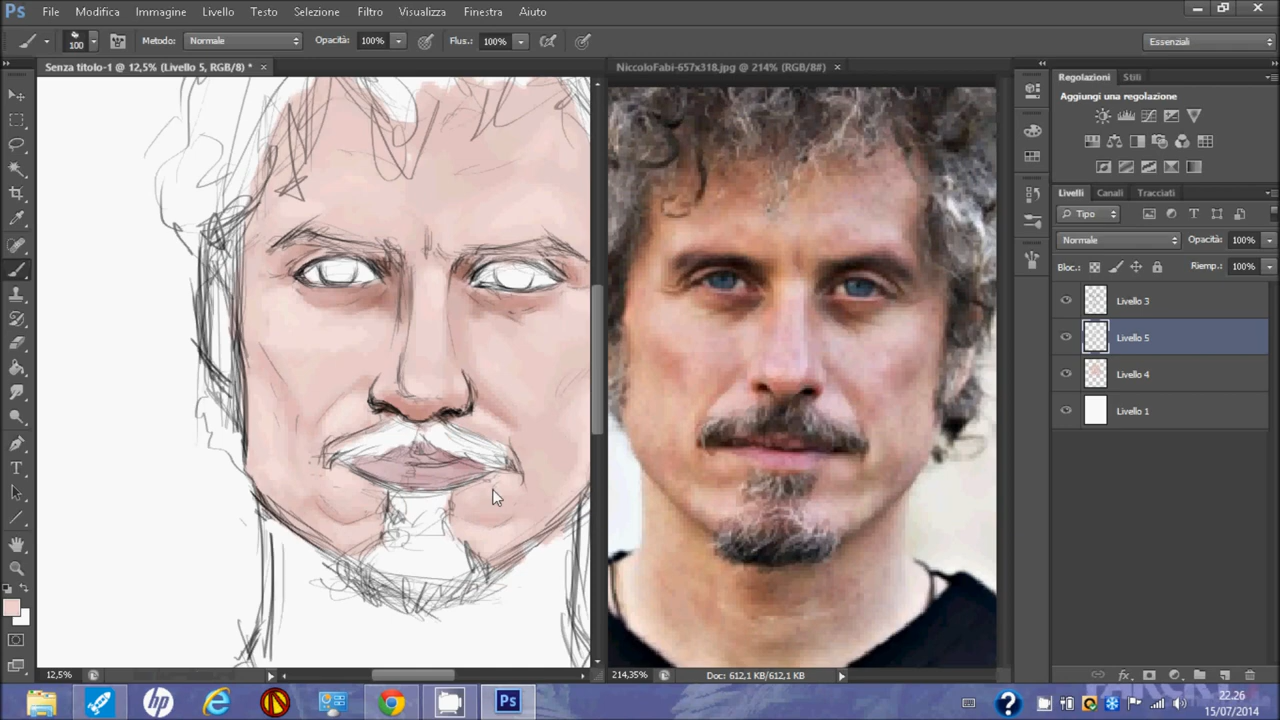 Ps File Modifica Immagine Livello Testo Selezione Filtro Visualizza Finestra Aiuto
100 Metodo: Normale Opacità: 100% Flus.: 100% Essenziali
Senza titolo-1 @ 12,5% (Livello 5, RGB/8) * ×
NiccoloFabi-657x318.jpg @ 214% (RGB/8#) ×
Regolazioni Stili
Aggiungi una regolazione
Livelli Canali Tracciati
Tipo
Normale Opacità: 100%
Bloc.: Riemp.: 100%
Livello 3
Livello 5
Livello 4
Livello 1
12,5%
214,35% Doc: 612,1 KB/612,1 KB
fx
hp Ps
22.26
15/07/2014